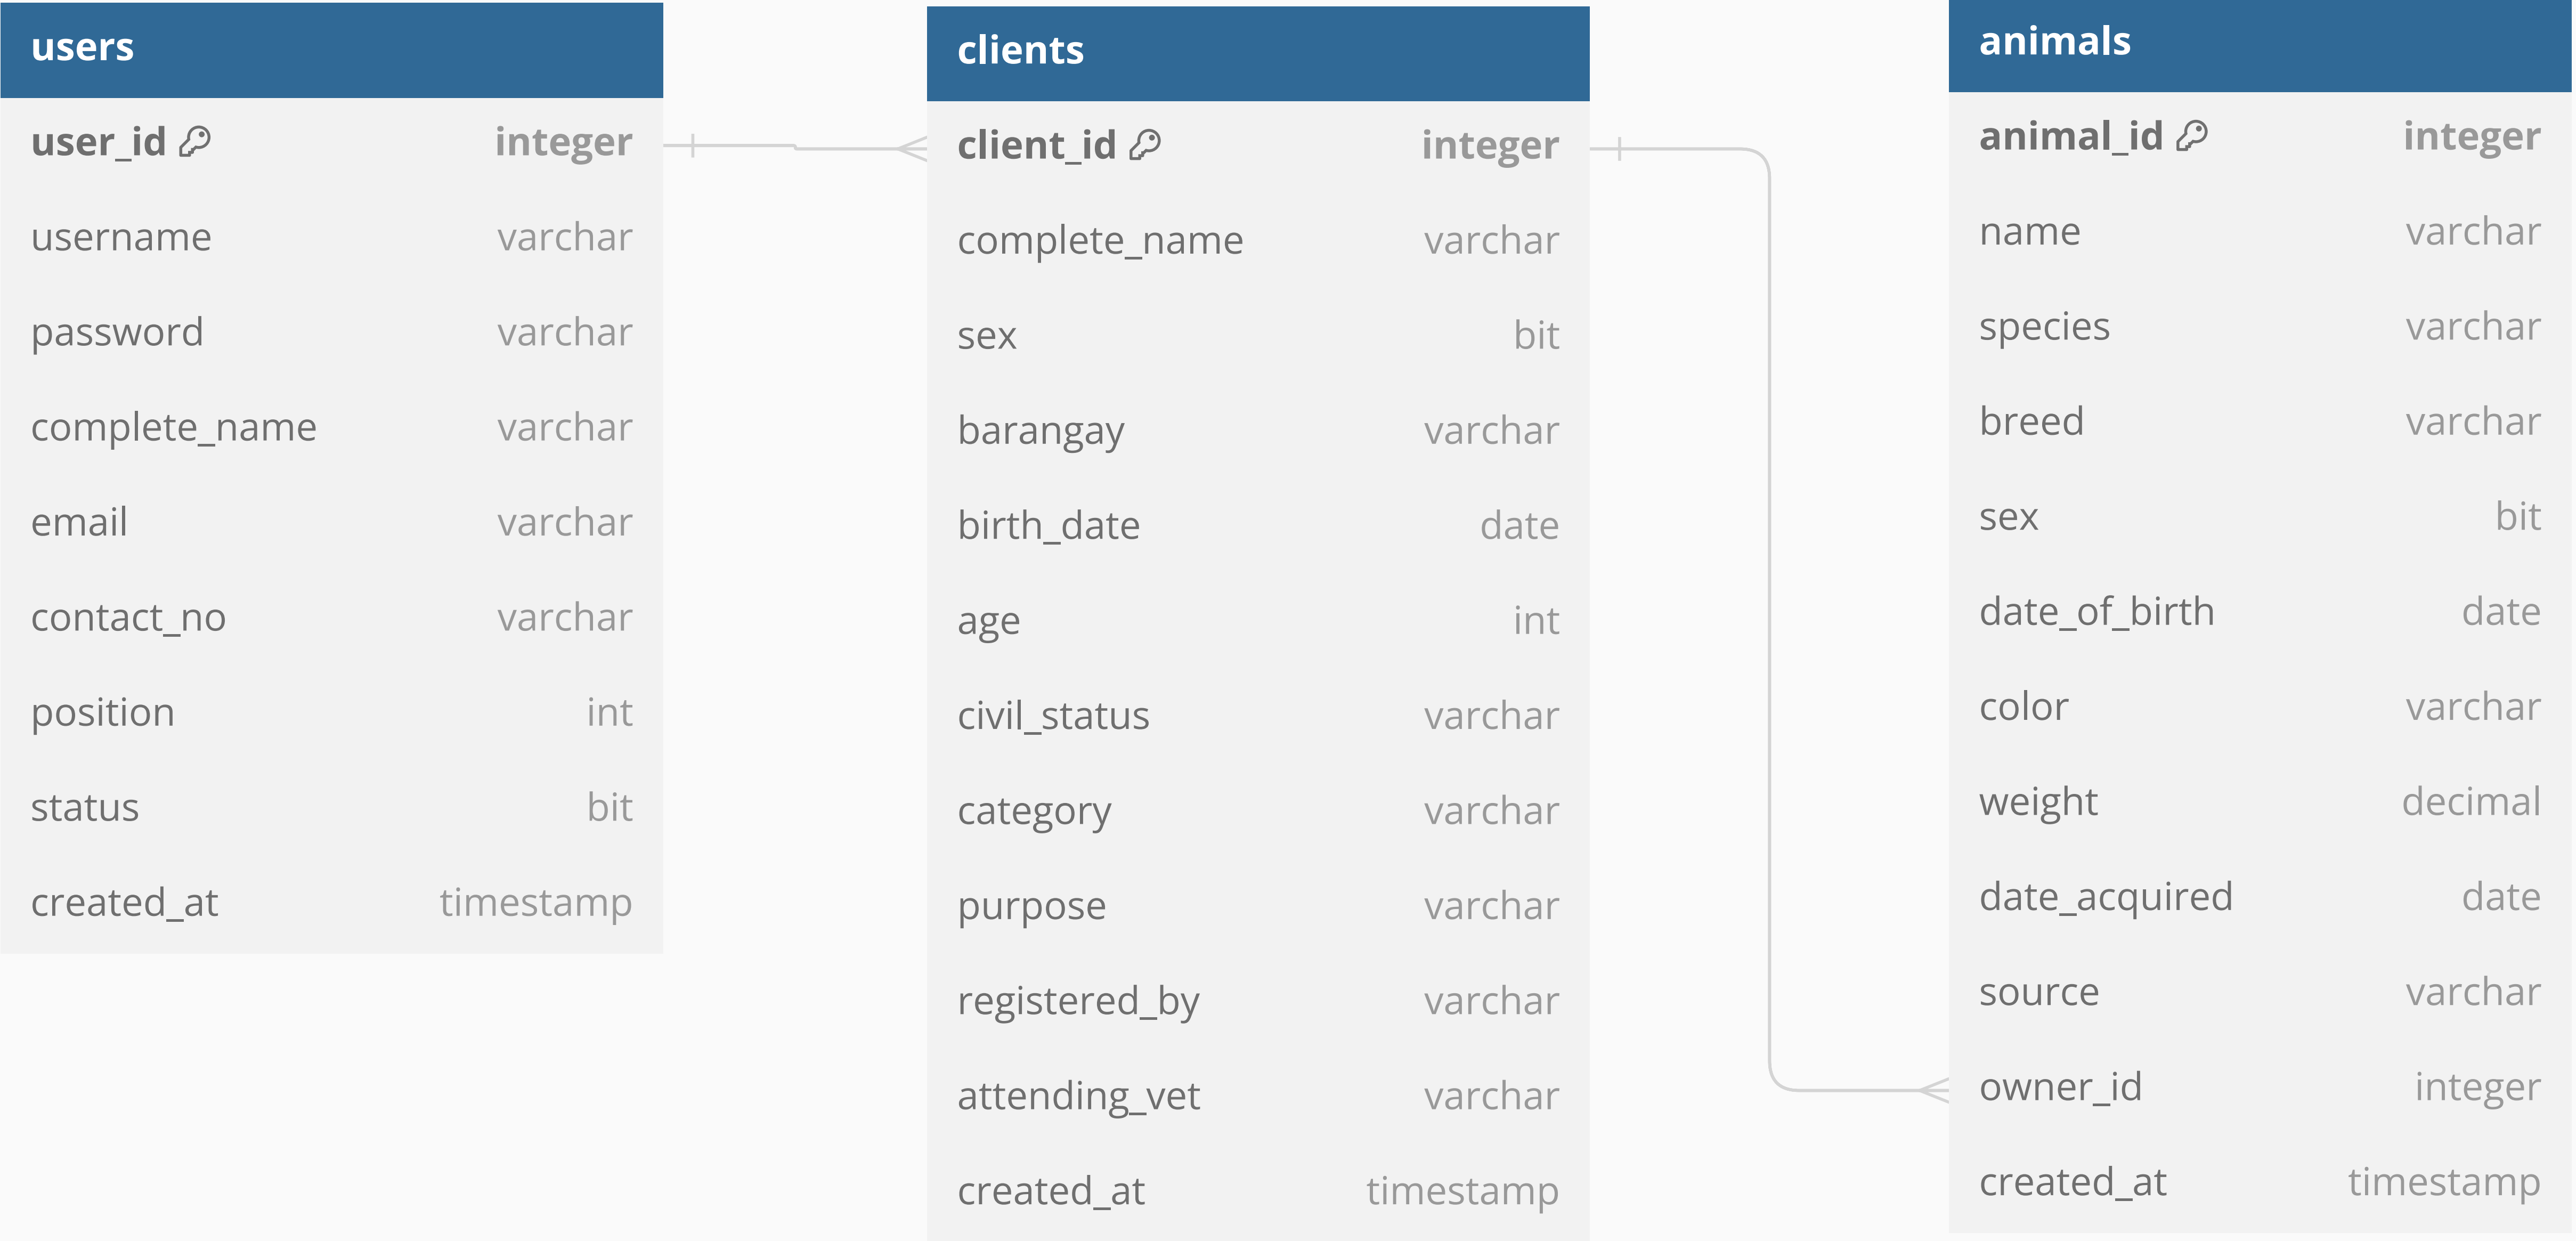 users
user_id integer
username varchar
password varchar
complete_name varchar
email varchar
contact_no varchar
position int
status bit
created_at timestamp
clients
client_id integer
complete_name varchar
sex bit
barangay varchar
birth_date date
age int
civil_status varchar
category varchar
purpose varchar
registered_by varchar
attending_vet varchar
created_at timestamp
animals
animal_id integer
name varchar
species varchar
breed varchar
sex bit
date_of_birth date
color varchar
weight decimal
date_acquired date
source varchar
owner_id integer
created_at timestamp